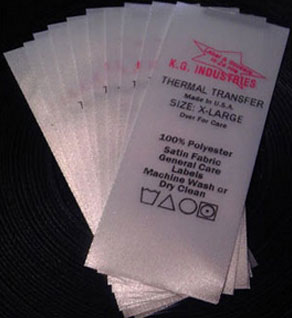 K.G. INDUSTRIES
THERMAL TRANSFER
Made in U.S.A.
SIZE: X-LARGE
Over For Care
100% Polyester
Satin Fabric
General Care
Labels
Machine Wash or
Dry Clean